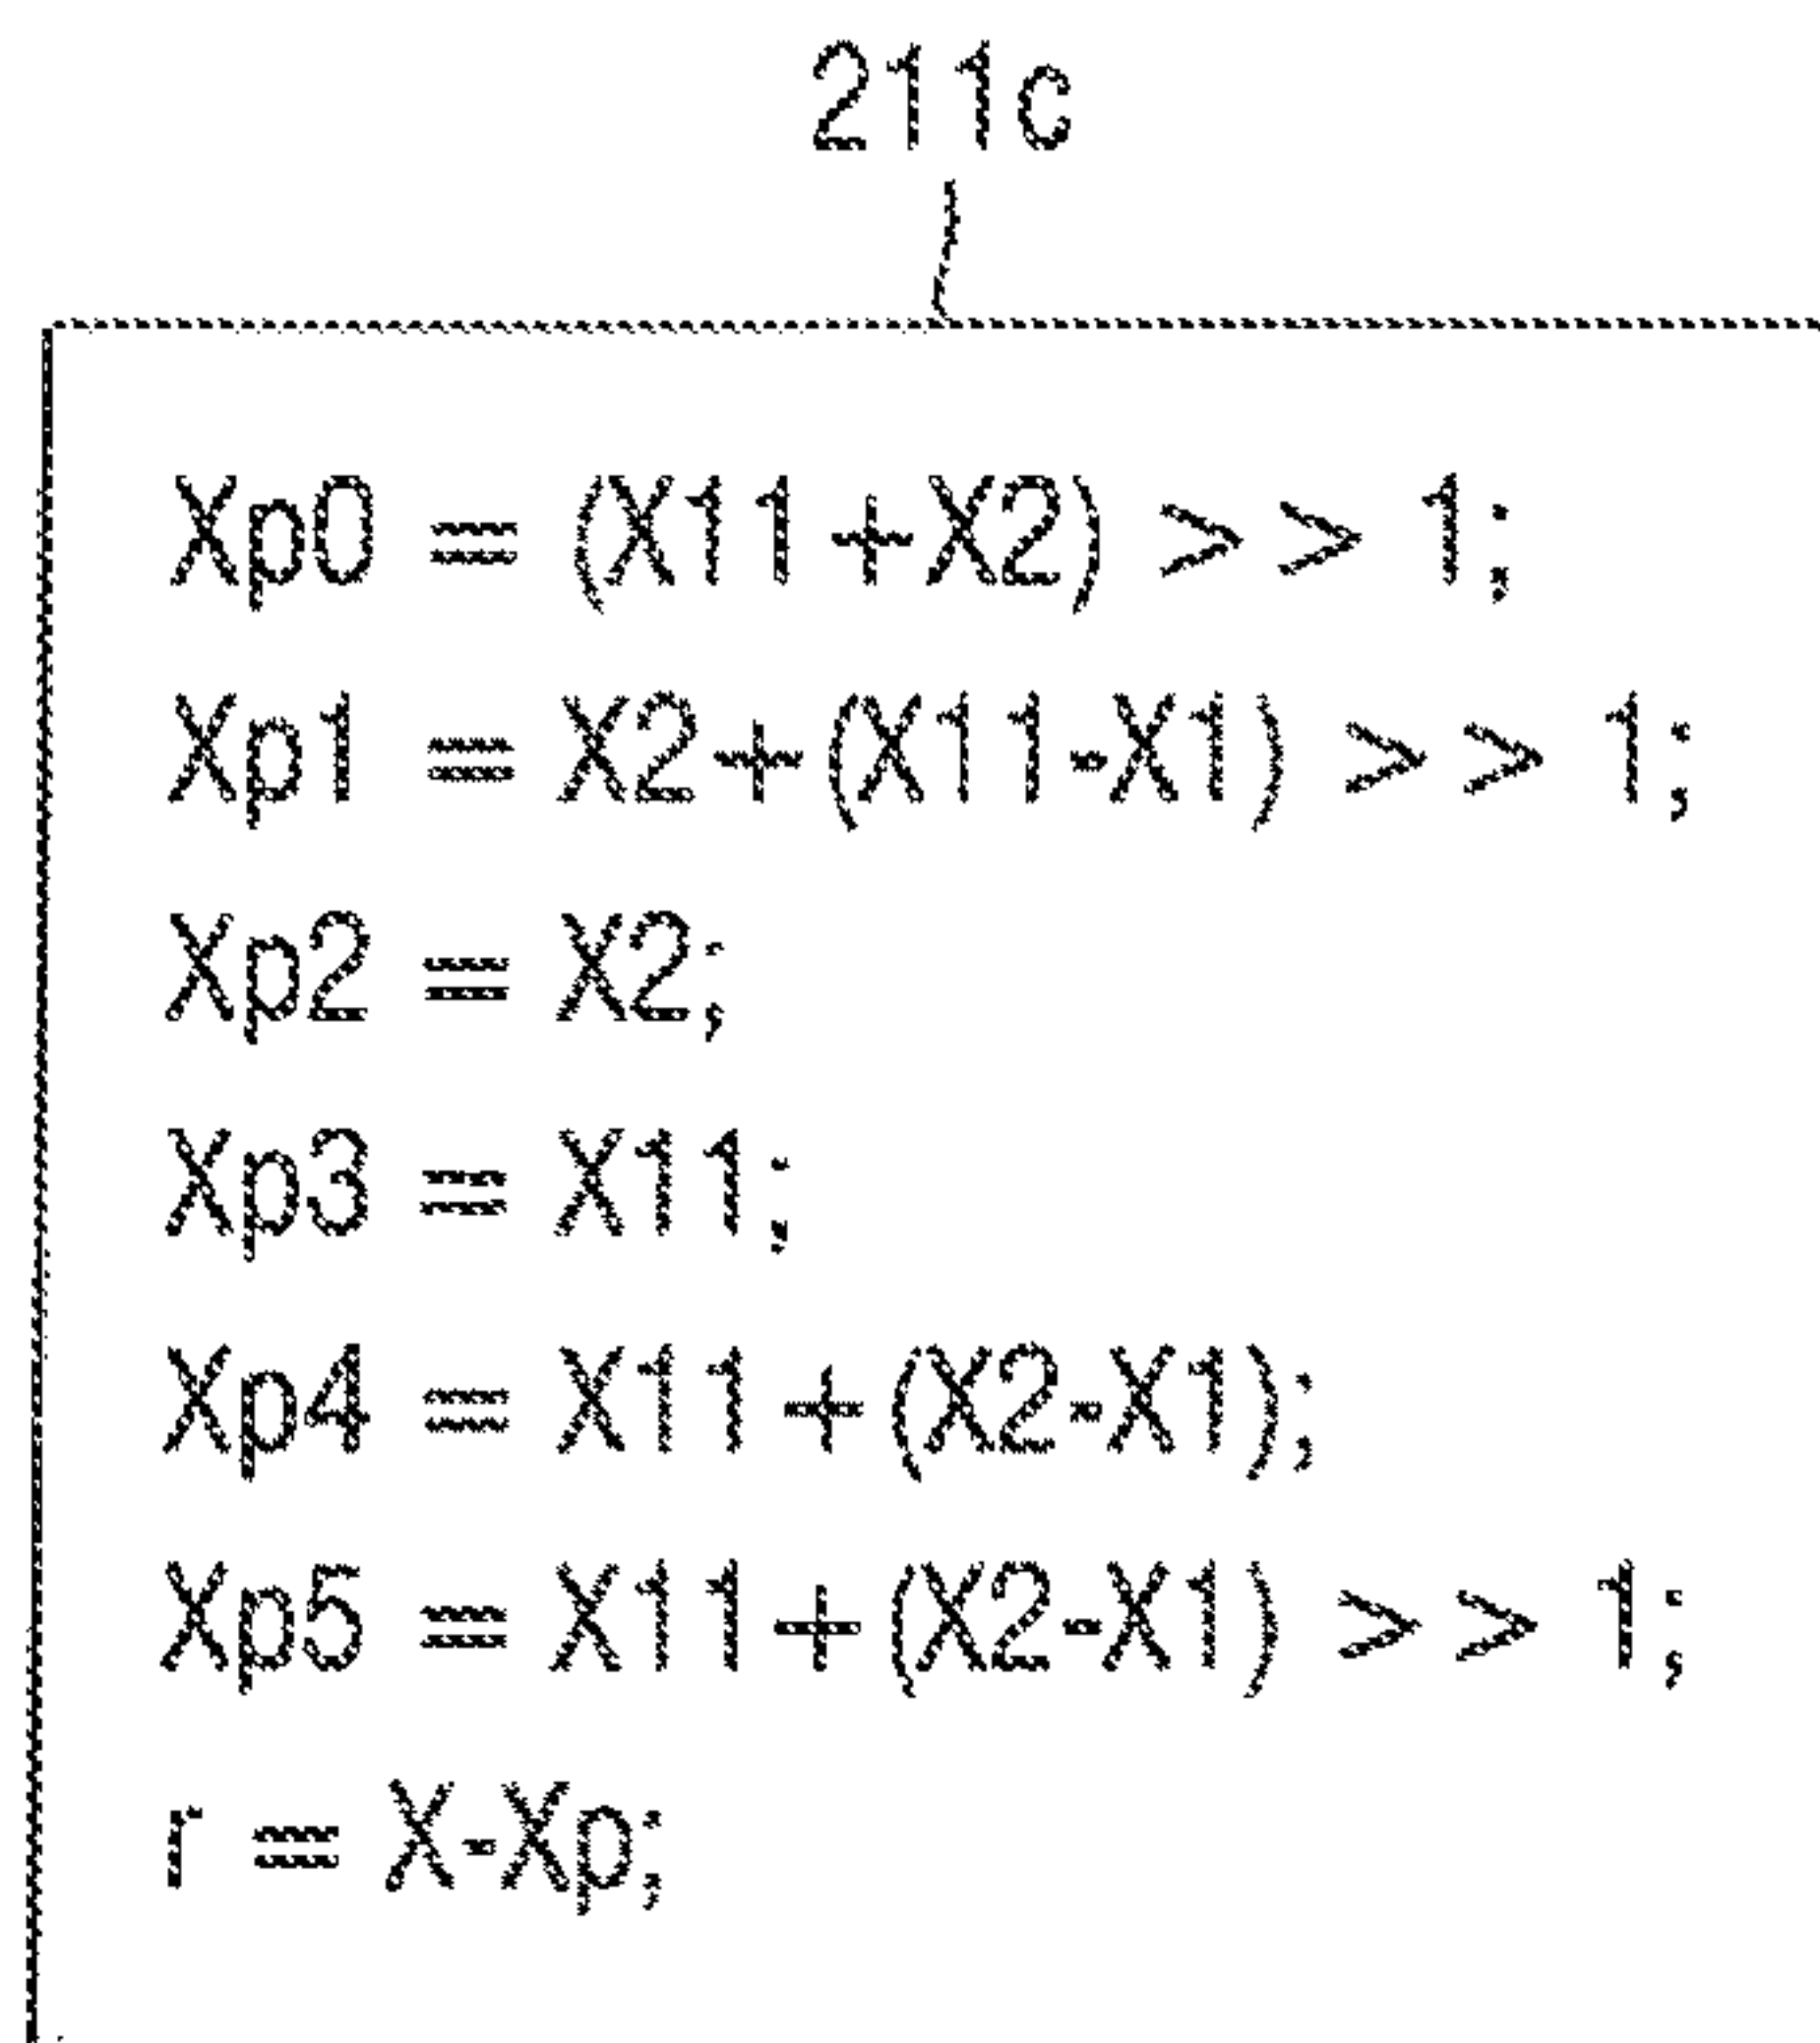 211c
Xp0 = (X11+X2) >> 1;
Xp1 = X2+(X11-X1) >> 1;
Xp2 = X2;
Xp3 = X11;
Xp4 = X11+(X2-X1);
Xp5 = X11+(X2-X1) >> 1;
r = X-Xp;